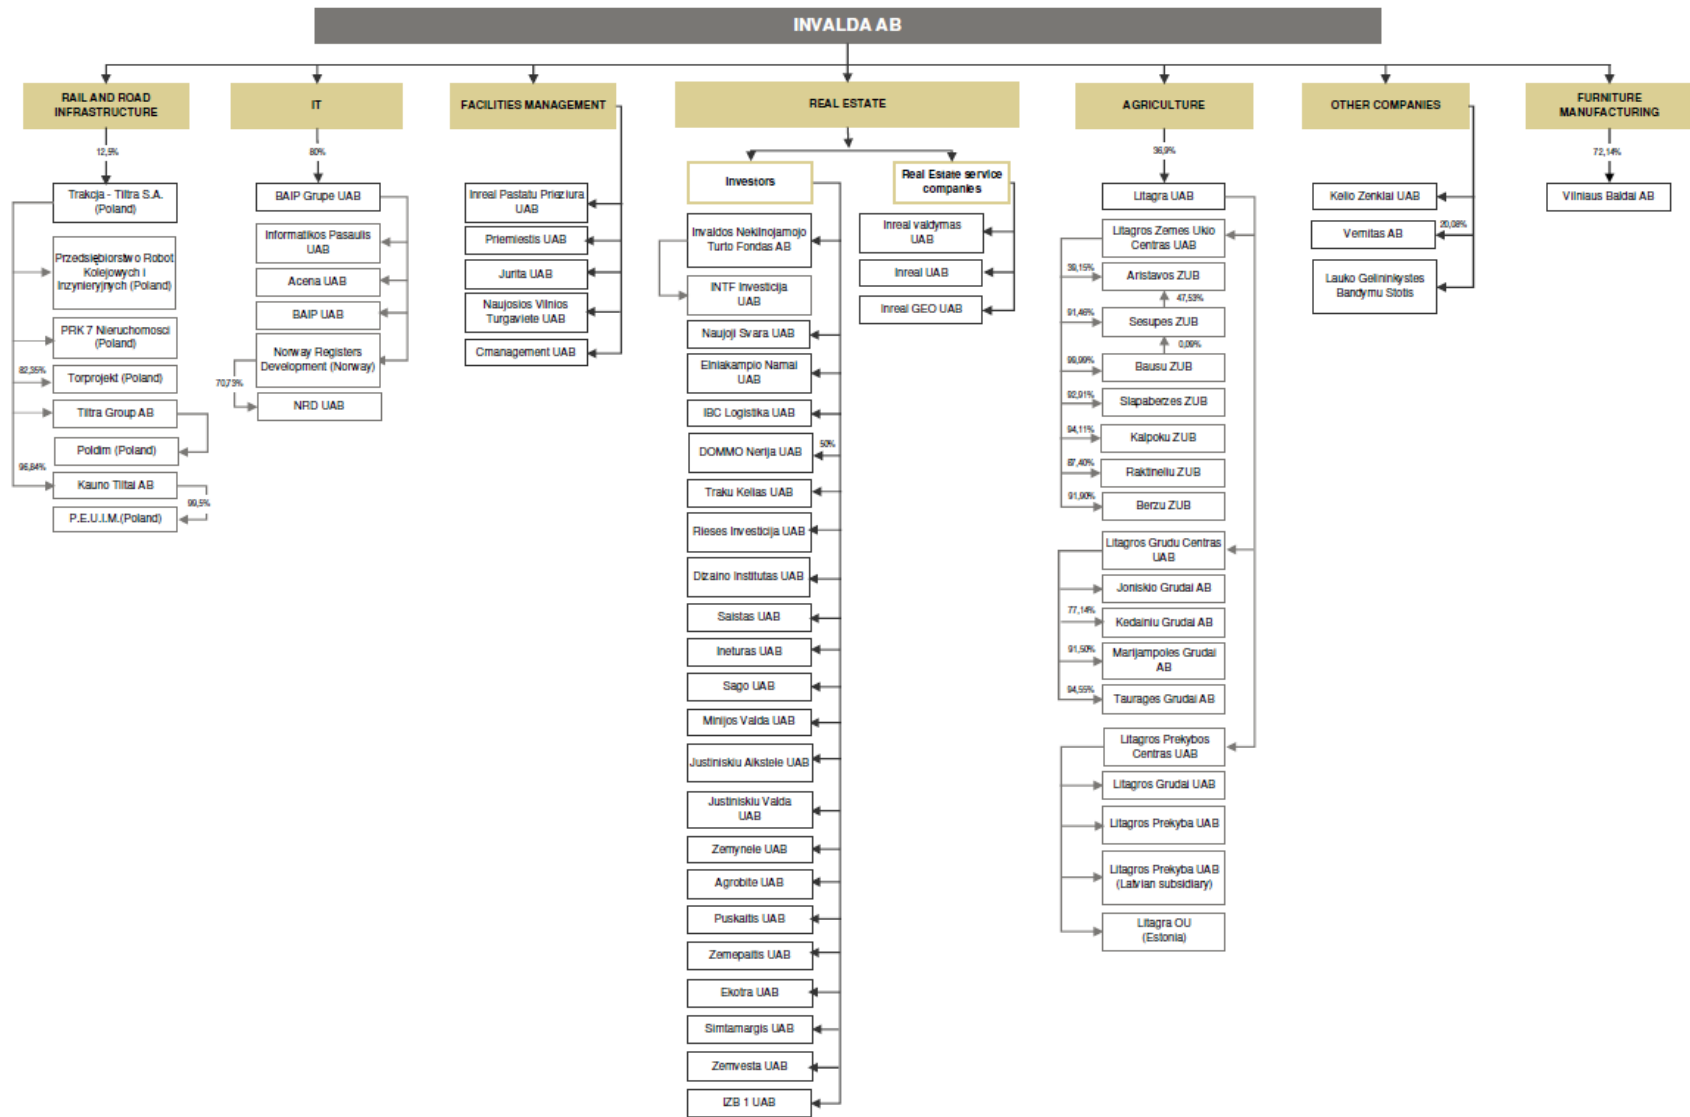 INVALDA AB
RAIL AND ROAD
INFRASTRUCTURE
12,5%
Trakcja - Tiltra S.A.
(Poland)
Przedsiębiorstwo Robot
Kolejowych i
Inzynieryjnych (Poland)
PRK 7 Nieruchomosci
(Poland)
82,35%
Torprojekt (Poland)
Tiltra Group AB
Poldim (Poland)
96,84%
Kauno Tiltai AB
99,5%
P.E.U.I.M.(Poland)
IT
80%
BAIP Grupe UAB
Informatikos Pasaulis
UAB
Acena UAB
BAIP UAB
Norway Registers
Development (Norway)
70,73%
NRD UAB
FACILITIES MANAGEMENT
Inreal Pastatu Prieziura
UAB
Priemiestis UAB
Jurita UAB
Naujosios Vilnios
Turgaviete UAB
Cmanagement UAB
REAL ESTATE
Investors
Invaldos Nekilnojamojo
Turto Fondas AB
INTF Investicija
UAB
Naujoji Svara UAB
Elniakampio Namai
UAB
IBC Logistika UAB
50%
DOMMO Nerija UAB
Traku Kelias UAB
Rieses Investicija UAB
Dizaino Institutas UAB
Saistas UAB
Ineturas UAB
Sago UAB
Minijos Valda UAB
Justiniskiu Aikstele UAB
Justiniskiu Valda
UAB
Zemynele UAB
Agrobite UAB
Puskaitis UAB
Zemepaitis UAB
Ekotra UAB
Simtamargis UAB
Zemvesta UAB
IZB 1 UAB
Real Estate service
companies
Inreal valdymas
UAB
Inreal UAB
Inreal GEO UAB
AGRICULTURE
36,9%
Litagra UAB
Litagros Zemes Ukio
Centras UAB
39,15%
Aristavos ZUB
47,53%
91,46%
Sesupes ZUB
0,09%
99,99%
Bausu ZUB
92,91%
Slapaberzes ZUB
94,11%
Kalpoku ZUB
87,40%
Raktineliu ZUB
91,90%
Berzu ZUB
Litagros Grudu Centras
UAB
Joniskio Grudai AB
77,14%
Kedainiu Grudai AB
91,50%
Marijampoles Grudai
AB
94,55%
Taurages Grudai AB
Litagros Prekybos
Centras UAB
Litagros Grudai UAB
Litagros Prekyba UAB
Litagros Prekyba UAB
(Latvian subsidiary)
Litagra OU
(Estonia)
OTHER COMPANIES
Kelio Zenklai UAB
20,08%
Vernitas AB
Lauko Gelininkystes
Bandymu Stotis
FURNITURE
MANUFACTURING
72,14%
Vilniaus Baldai AB